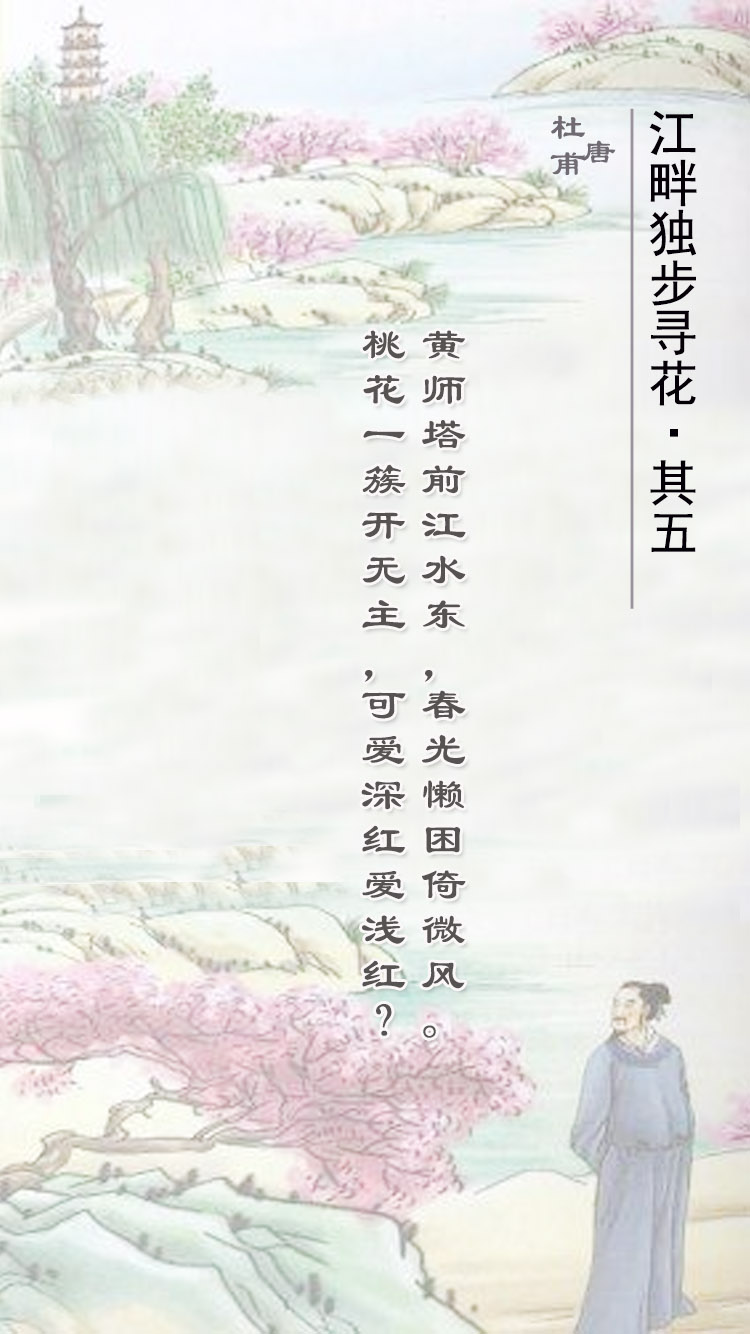 江畔独步寻花·其五
唐
杜甫
黄师塔前江水东，春光懒困倚微风。
桃花一簇开无主，可爱深红爱浅红？